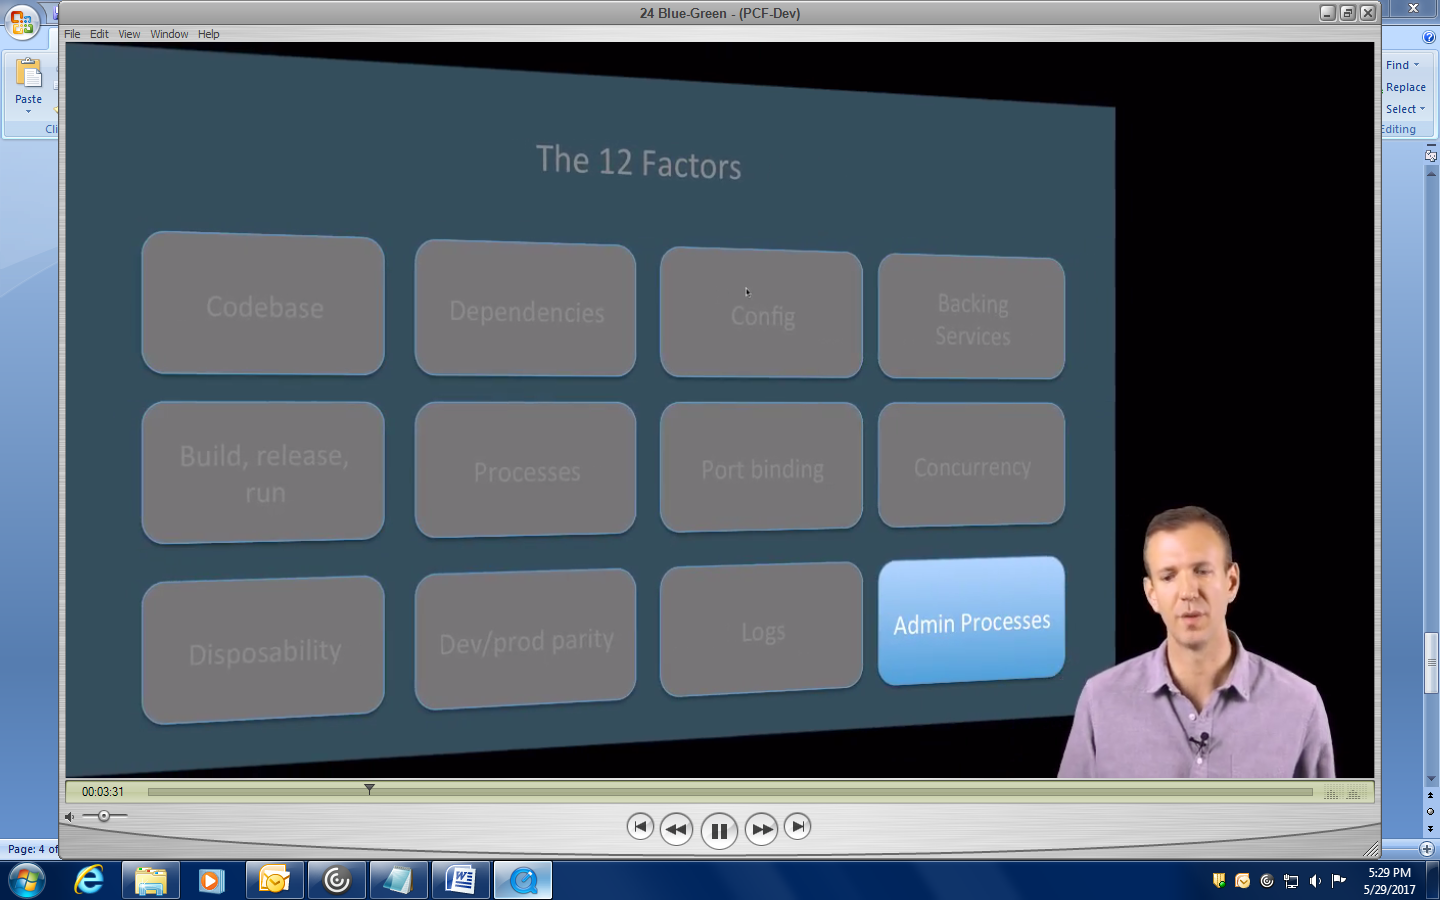 24 Blue-Green - (PCF-Dev)
File Edit View Window Help
Paste
Cli
Find
Replace
Select
Editing
The 12 Factors
Codebase
Dependencies
Config
Backing
Services
Build, release,
run
Processes
Port binding
Concurrency
Disposability
Dev/prod parity
Logs
Admin Processes
00:03:31
Page: 4 of
5:29 PM
5/29/2017